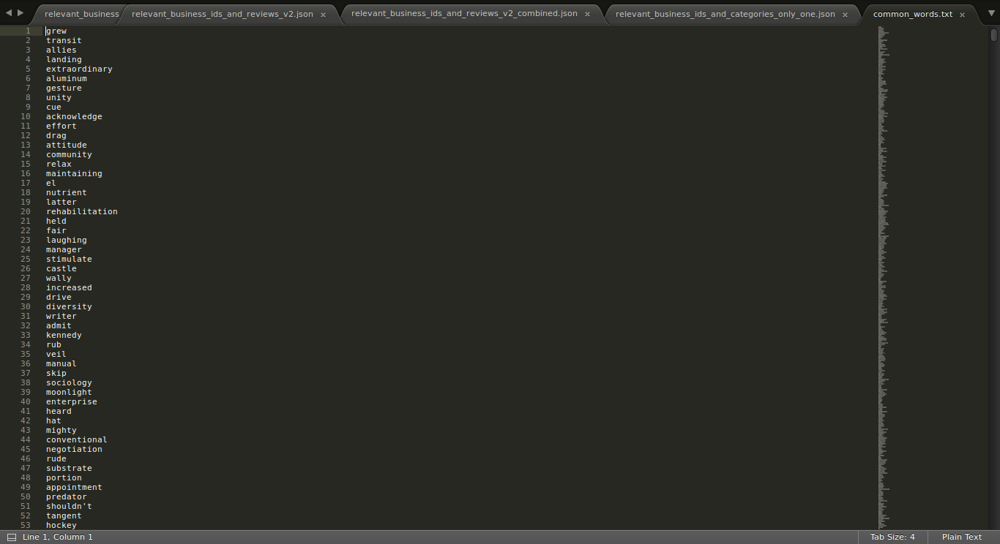 relevant_business
relevant_business_ids_and_reviews_v2.json
relevant_business_ids_and_reviews_v2_combined.json
relevant_business_ids_and_categories_only_one.json
common_words.txt
1 grew
2 transit
3 allies
4 landing
5 extraordinary
6 aluminum
7 gesture
8 unity
9 cue
10 acknowledge
11 effort
12 drag
13 attitude
14 community
15 relax
16 maintaining
17 el
18 nutrient
19 latter
20 rehabilitation
21 held
22 fair
23 laughing
24 manager
25 stimulate
26 castle
27 wally
28 increased
29 drive
30 diversity
31 writer
32 admit
33 kennedy
34 rub
35 veil
36 manual
37 skip
38 sociology
39 moonlight
40 enterprise
41 heard
42 hat
43 mighty
44 conventional
45 negotiation
46 rude
47 substrate
48 portion
49 appointment
50 predator
51 shouldn't
52 tangent
53 hockey
Line 1, Column 1
Tab Size: 4
Plain Text